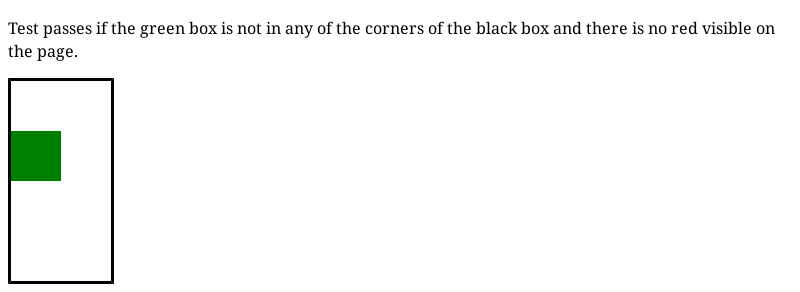 Test passes if the green box is not in any of the corners of the black box and there is no red visible on
the page.